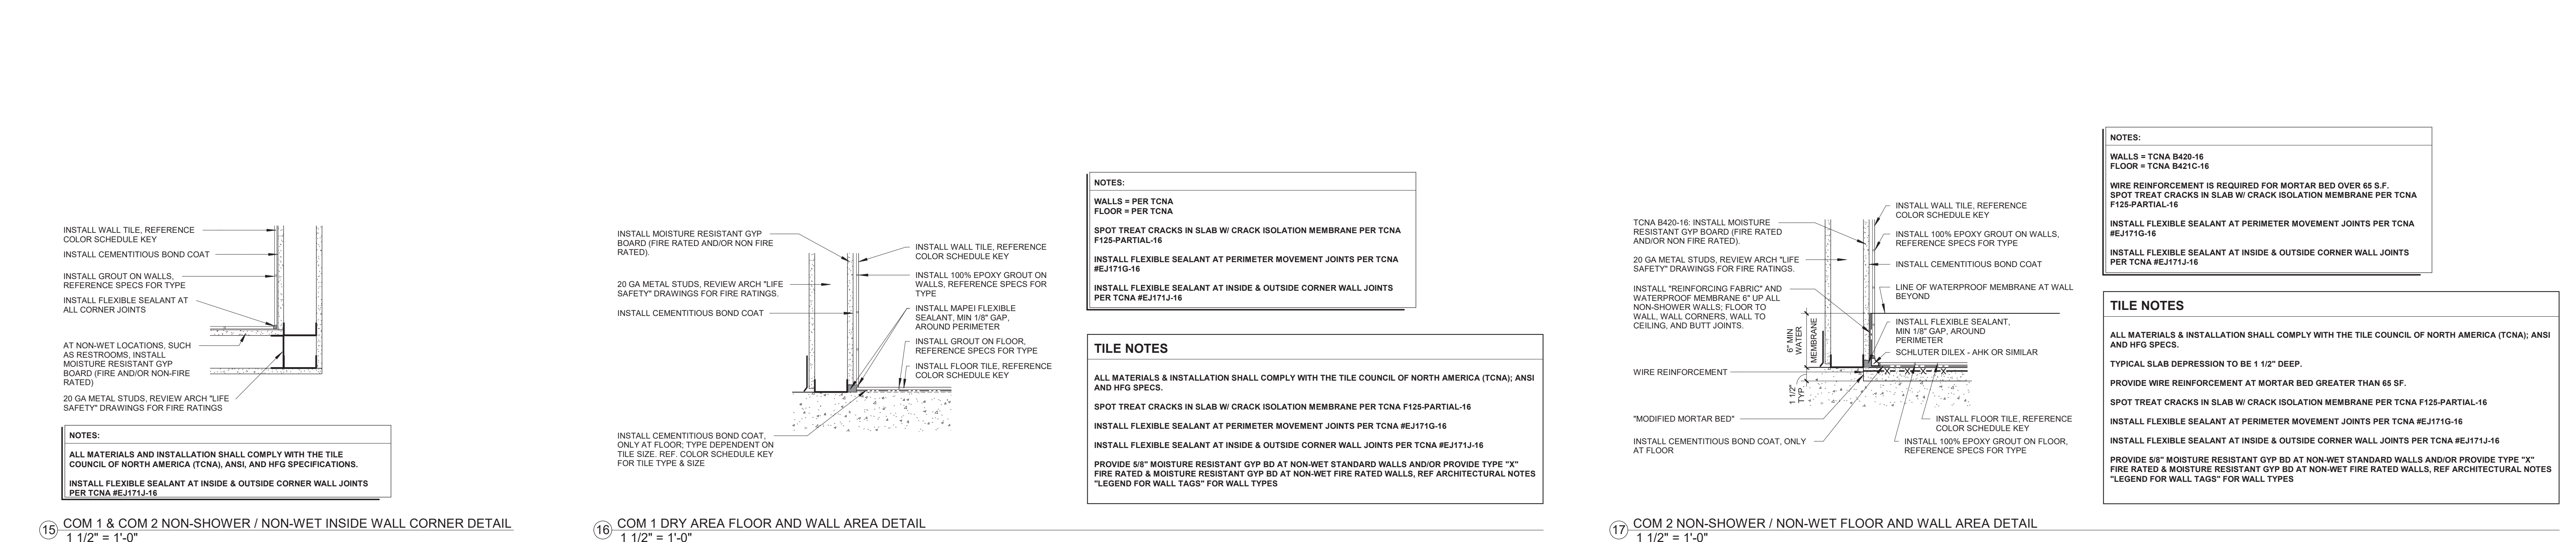 INSTALL WALL TILE, REFERENCE
COLOR SCHEDULE KEY
INSTALL CEMENTITIOUS BOND COAT
INSTALL GROUT ON WALLS,
REFERENCE SPECS FOR TYPE
INSTALL FLEXIBLE SEALANT AT
ALL CORNER JOINTS
AT NON-WET LOCATIONS, SUCH
AS RESTROOMS, INSTALL
MOISTURE RESISTANT GYP
BOARD (FIRE AND/OR NON-FIRE
RATED)
20 GA METAL STUDS, REVIEW ARCH "LIFE
SAFETY" DRAWINGS FOR FIRE RATINGS
NOTES:
ALL MATERIALS AND INSTALLATION SHALL COMPLY WITH THE TILE
COUNCIL OF NORTH AMERICA (TCNA), ANSI, AND HFG SPECIFICATIONS.
INSTALL FLEXIBLE SEALANT AT INSIDE & OUTSIDE CORNER WALL JOINTS
PER TCNA #EJ171J-16
15 COM 1 & COM 2 NON-SHOWER / NON-WET INSIDE WALL CORNER DETAIL
1 1/2" = 1'-0"
INSTALL MOISTURE RESISTANT GYP
BOARD (FIRE RATED AND/OR NON FIRE
RATED).
20 GA METAL STUDS, REVIEW ARCH "LIFE
SAFETY" DRAWINGS FOR FIRE RATINGS.
INSTALL CEMENTITIOUS BOND COAT
INSTALL CEMENTITIOUS BOND COAT,
ONLY AT FLOOR; TYPE DEPENDENT ON
TILE SIZE. REF. COLOR SCHEDULE KEY
FOR TILE TYPE & SIZE
INSTALL WALL TILE, REFERENCE
COLOR SCHEDULE KEY
INSTALL 100% EPOXY GROUT ON
WALLS, REFERENCE SPECS FOR
TYPE
INSTALL MAPEI FLEXIBLE
SEALANT, MIN 1/8" GAP,
AROUND PERIMETER
INSTALL GROUT ON FLOOR,
REFERENCE SPECS FOR TYPE
INSTALL FLOOR TILE, REFERENCE
COLOR SCHEDULE KEY
NOTES:
WALLS = PER TCNA
FLOOR = PER TCNA
SPOT TREAT CRACKS IN SLAB W/ CRACK ISOLATION MEMBRANE PER TCNA
F125-PARTIAL-16
INSTALL FLEXIBLE SEALANT AT PERIMETER MOVEMENT JOINTS PER TCNA
#EJ171G-16
INSTALL FLEXIBLE SEALANT AT INSIDE & OUTSIDE CORNER WALL JOINTS
PER TCNA #EJ171J-16
TILE NOTES
ALL MATERIALS & INSTALLATION SHALL COMPLY WITH THE TILE COUNCIL OF NORTH AMERICA (TCNA); ANSI
AND HFG SPECS.
SPOT TREAT CRACKS IN SLAB W/ CRACK ISOLATION MEMBRANE PER TCNA F125-PARTIAL-16
INSTALL FLEXIBLE SEALANT AT PERIMETER MOVEMENT JOINTS PER TCNA #EJ171G-16
INSTALL FLEXIBLE SEALANT AT INSIDE & OUTSIDE CORNER WALL JOINTS PER TCNA #EJ171J-16
PROVIDE 5/8" MOISTURE RESISTANT GYP BD AT NON-WET STANDARD WALLS AND/OR PROVIDE TYPE "X"
FIRE RATED & MOISTURE RESISTANT GYP BD AT NON-WET FIRE RATED WALLS, REF ARCHITECTURAL NOTES
"LEGEND FOR WALL TAGS" FOR WALL TYPES
16 COM 1 DRY AREA FLOOR AND WALL AREA DETAIL
1 1/2" = 1'-0"
TCNA B420-16: INSTALL MOISTURE
RESISTANT GYP BOARD (FIRE RATED
AND/OR NON FIRE RATED).
20 GA METAL STUDS, REVIEW ARCH "LIFE
SAFETY" DRAWINGS FOR FIRE RATINGS.
INSTALL "REINFORCING FABRIC" AND
WATERPROOF MEMBRANE 6" UP ALL
NON-SHOWER WALLS; FLOOR TO
WALL, WALL CORNERS, WALL TO
CEILING, AND BUTT JOINTS.
WIRE REINFORCEMENT
"MODIFIED MORTAR BED"
INSTALL CEMENTITIOUS BOND COAT, ONLY
AT FLOOR
6" MIN
WATER
MEMBRANE
1 1/2"
TYP.
INSTALL WALL TILE, REFERENCE
COLOR SCHEDULE KEY
INSTALL 100% EPOXY GROUT ON WALLS,
REFERENCE SPECS FOR TYPE
INSTALL CEMENTITIOUS BOND COAT
LINE OF WATERPROOF MEMBRANE AT WALL
BEYOND
INSTALL FLEXIBLE SEALANT,
MIN 1/8" GAP, AROUND
PERIMETER
SCHLUTER DILEX - AHK OR SIMILAR
INSTALL FLOOR TILE, REFERENCE
COLOR SCHEDULE KEY
INSTALL 100% EPOXY GROUT ON FLOOR,
REFERENCE SPECS FOR TYPE
NOTES:
WALLS = TCNA B420-16
FLOOR = TCNA B421C-16
WIRE REINFORCEMENT IS REQUIRED FOR MORTAR BED OVER 65 S.F.
SPOT TREAT CRACKS IN SLAB W/ CRACK ISOLATION MEMBRANE PER TCNA
F125-PARTIAL-16
INSTALL FLEXIBLE SEALANT AT PERIMETER MOVEMENT JOINTS PER TCNA
#EJ171G-16
INSTALL FLEXIBLE SEALANT AT INSIDE & OUTSIDE CORNER WALL JOINTS
PER TCNA #EJ171J-16
TILE NOTES
ALL MATERIALS & INSTALLATION SHALL COMPLY WITH THE TILE COUNCIL OF NORTH AMERICA (TCNA); ANSI
AND HFG SPECS.
TYPICAL SLAB DEPRESSION TO BE 1 1/2" DEEP.
PROVIDE WIRE REINFORCEMENT AT MORTAR BED GREATER THAN 65 SF.
SPOT TREAT CRACKS IN SLAB W/ CRACK ISOLATION MEMBRANE PER TCNA F125-PARTIAL-16
INSTALL FLEXIBLE SEALANT AT PERIMETER MOVEMENT JOINTS PER TCNA #EJ171G-16
INSTALL FLEXIBLE SEALANT AT INSIDE & OUTSIDE CORNER WALL JOINTS PER TCNA #EJ171J-16
PROVIDE 5/8" MOISTURE RESISTANT GYP BD AT NON-WET STANDARD WALLS AND/OR PROVIDE TYPE "X"
FIRE RATED & MOISTURE RESISTANT GYP BD AT NON-WET FIRE RATED WALLS, REF ARCHITECTURAL NOTES
"LEGEND FOR WALL TAGS" FOR WALL TYPES
17 COM 2 NON-SHOWER / NON-WET FLOOR AND WALL AREA DETAIL
1 1/2" = 1'-0"